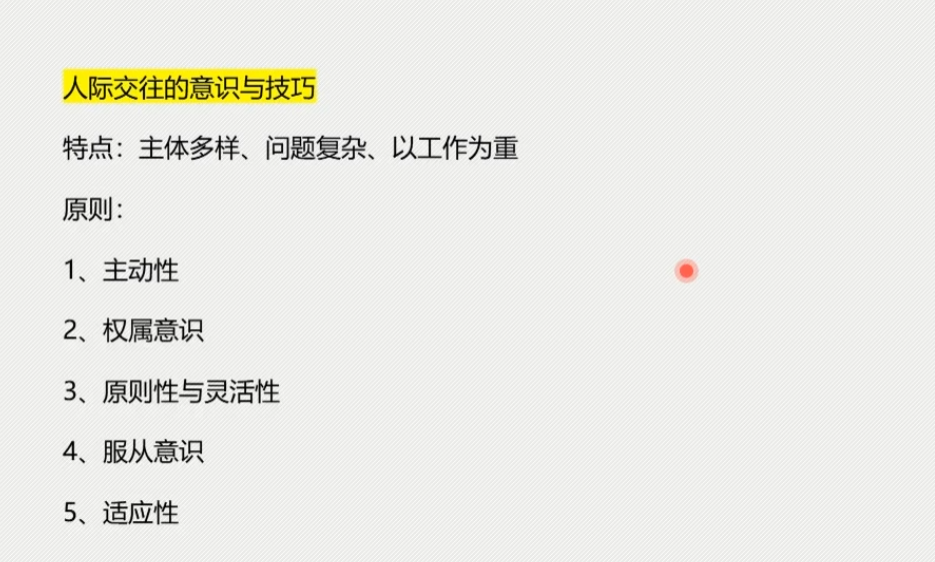 人际交往的意识与技巧
特点：主体多样、问题复杂、以工作为重
原则：
1、主动性
2、权属意识
3、原则性与灵活性
4、服从意识
5、适应性